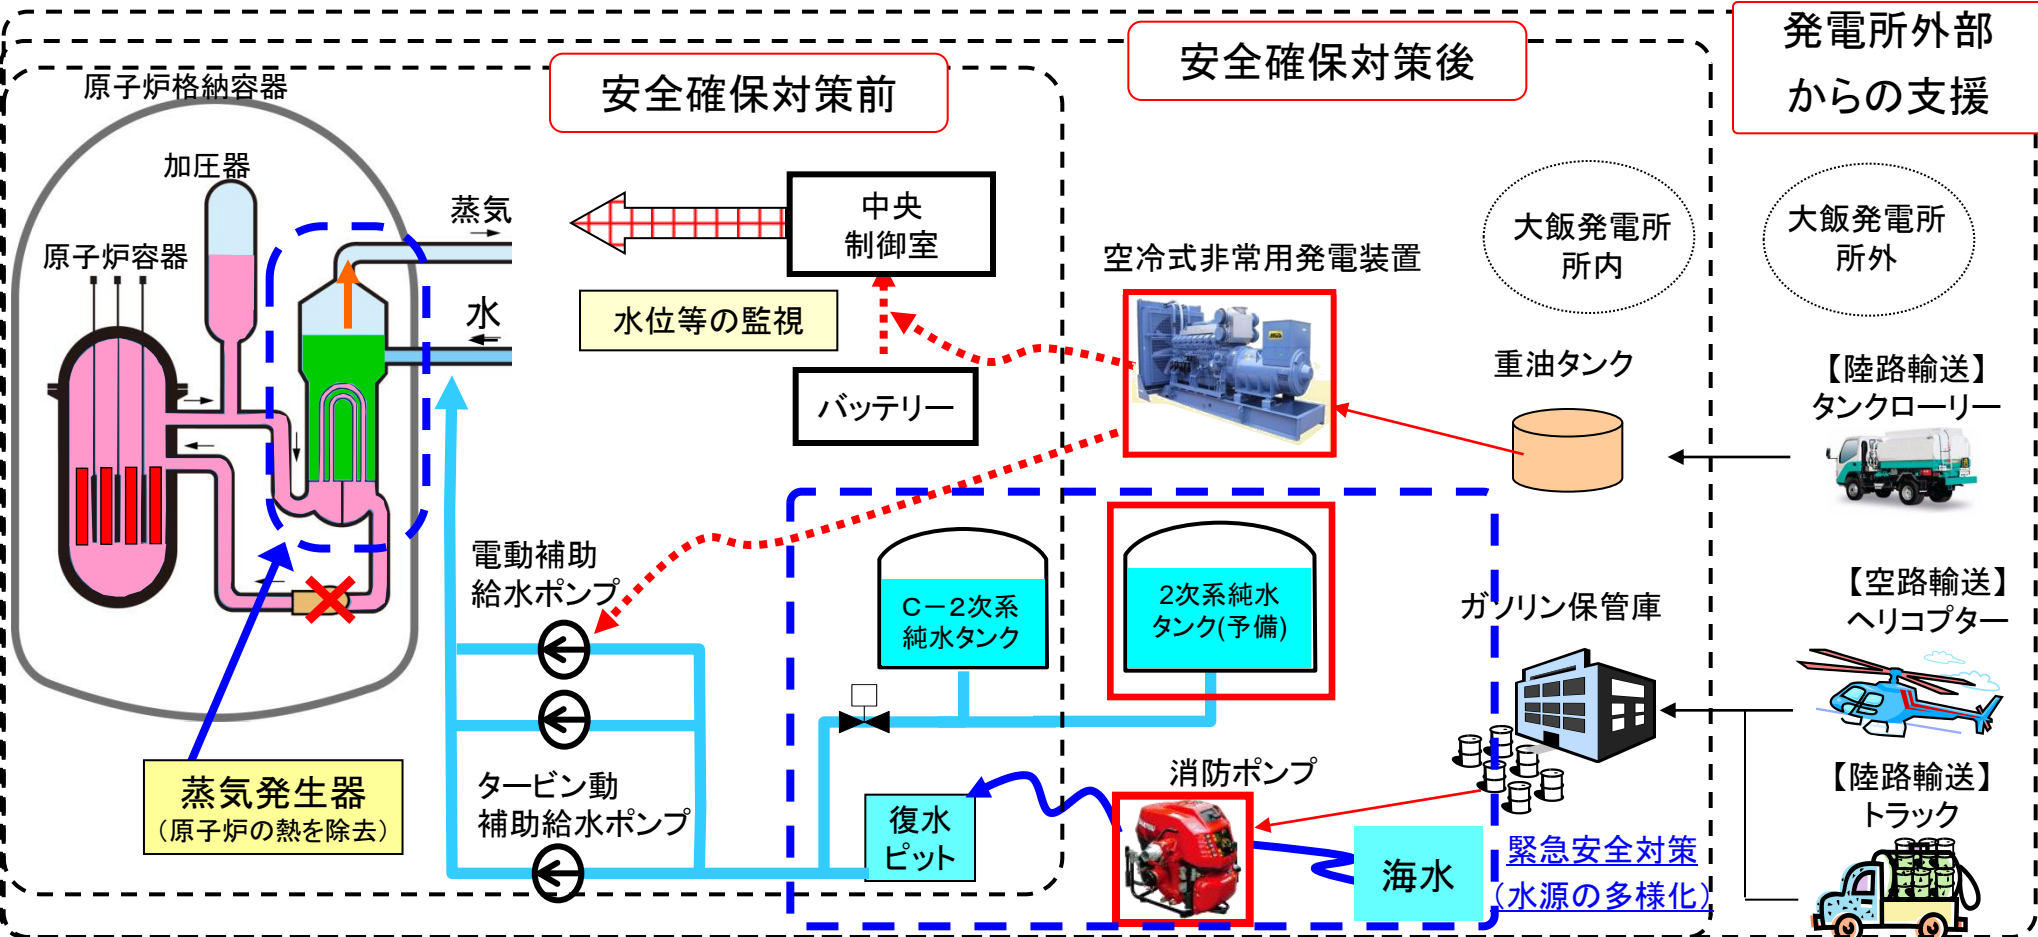 安全確保対策前
安全確保対策後
発電所外部
からの支援
原子炉格納容器
加圧器
原子炉容器
蒸気
水
中央
制御室
水位等の監視
バッテリー
空冷式非常用発電装置
大飯発電所
所内
大飯発電所
所外
重油タンク
【陸路輸送】
タンクローリー
電動補助
給水ポンプ
C-2次系
純水タンク
2次系純水
タンク(予備)
ガソリン保管庫
【空路輸送】
ヘリコプター
蒸気発生器
(原子炉の熱を除去)
タービン動
補助給水ポンプ
復水
ピット
消防ポンプ
海水
緊急安全対策
(水源の多様化)
【陸路輸送】
トラック